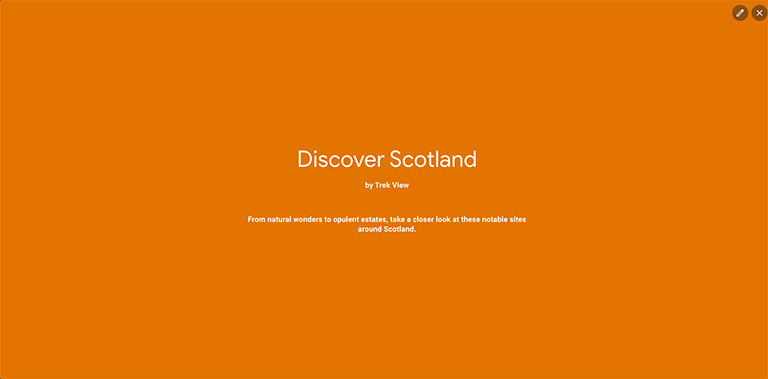 Discover Scotland
by Trek View
From natural wonders to opulent estates, take a closer look at these notable sites
around Scotland.